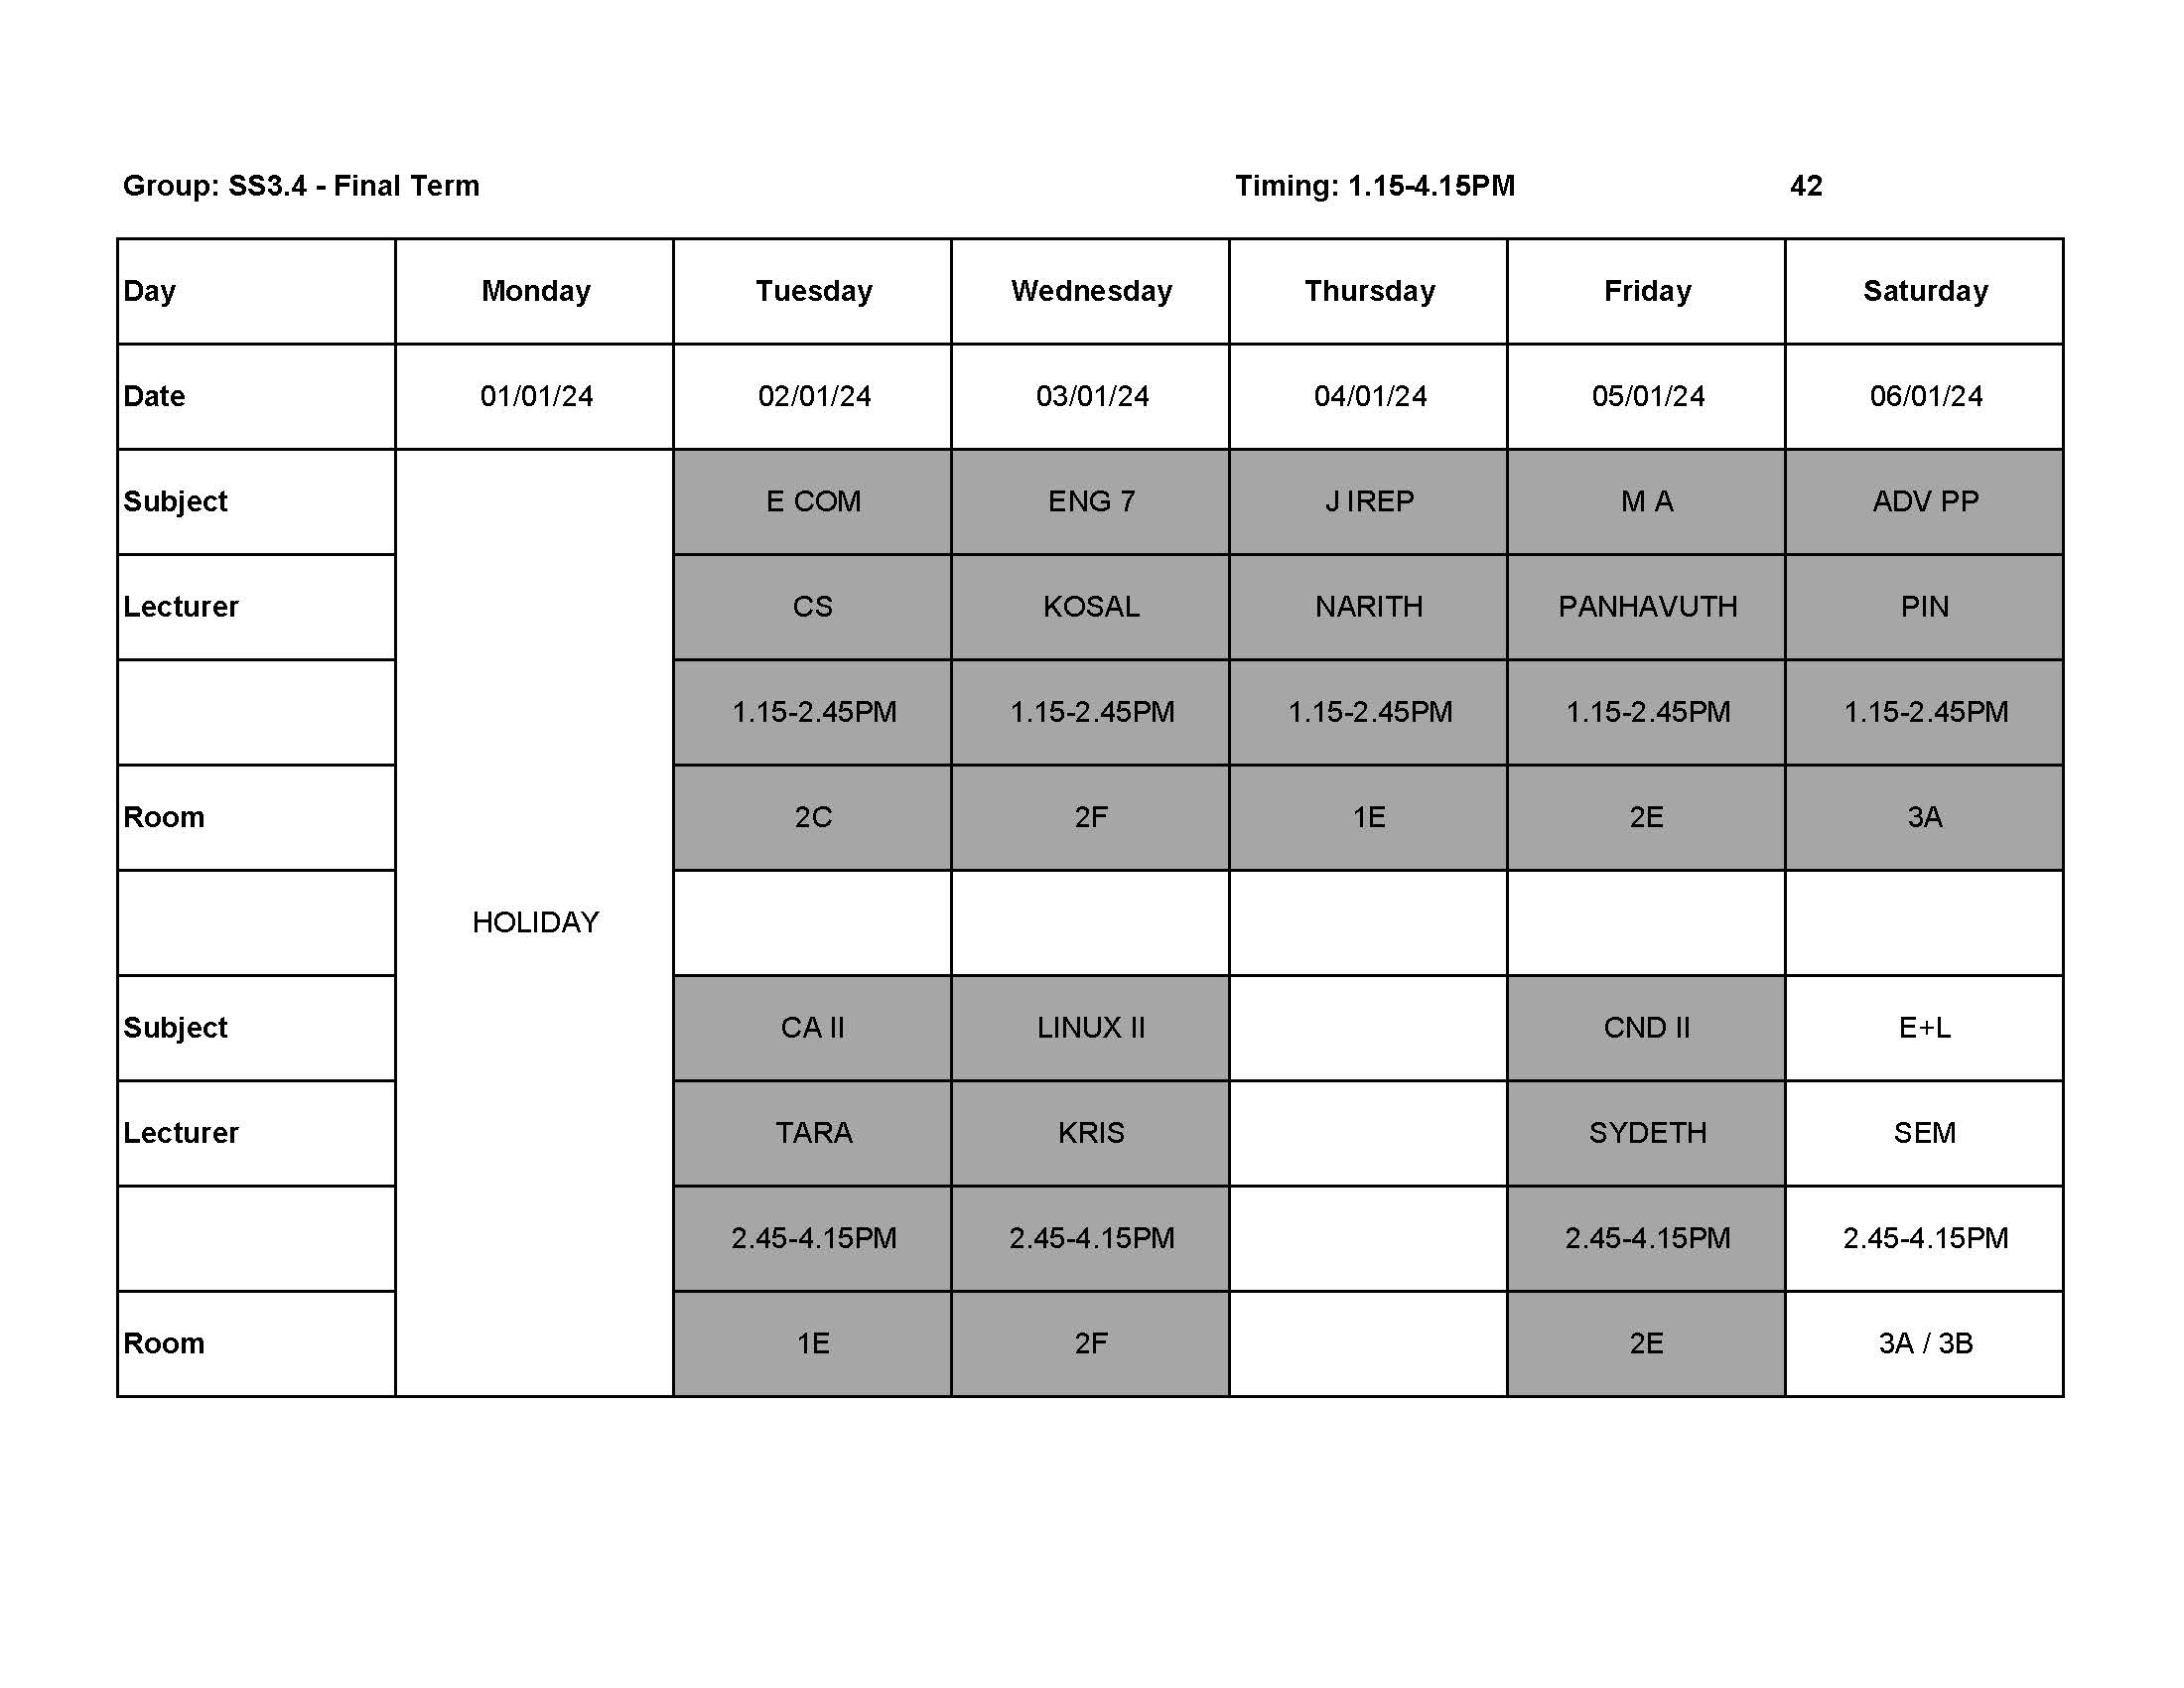 Group: SS3.4 - Final Term Timing: 1.15-4.15PM 42
Day Monday Tuesday Wednesday Thursday Friday Saturday
Date 01/01/24 02/01/24 03/01/24 04/01/24 05/01/24 06/01/24
Subject E COM ENG 7 J IREP M A ADV PP
Lecturer CS KOSAL NARITH PANHAVUTH PIN
1.15-2.45PM 1.15-2.45PM 1.15-2.45PM 1.15-2.45PM 1.15-2.45PM
Room 2C 2F 1E 2E 3A
HOLIDAY
Subject CA II LINUX II CND II E+L
Lecturer TARA KRIS SYDETH SEM
2.45-4.15PM 2.45-4.15PM 2.45-4.15PM 2.45-4.15PM
Room 1E 2F 2E 3A / 3B